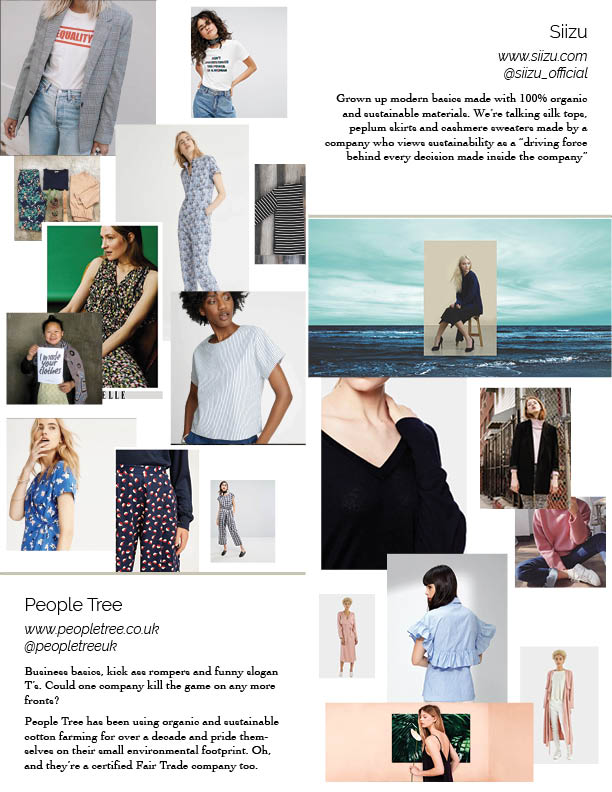 EQUALITY
Siizu
www.siizu.com
@siizu_official
Grown up modern basics made with 100% organic
and sustainable materials. We're talking silk tops,
peplum skirts and cashmere sweaters made by a
company who views sustainability as a "driving force
behind every decision made inside the company"
I made
your
clothes
ELLE
People Tree
www.peopletree.co.uk
@peopletreeuk
Business basics, kick ass rompers and funny slogan
T's. Could one company kill the game on any more
fronts?
People Tree has been using organic and sustainable
cotton farming for over a decade and pride them-
selves on their small environmental footprint. Oh,
and they're a certified Fair Trade company too.